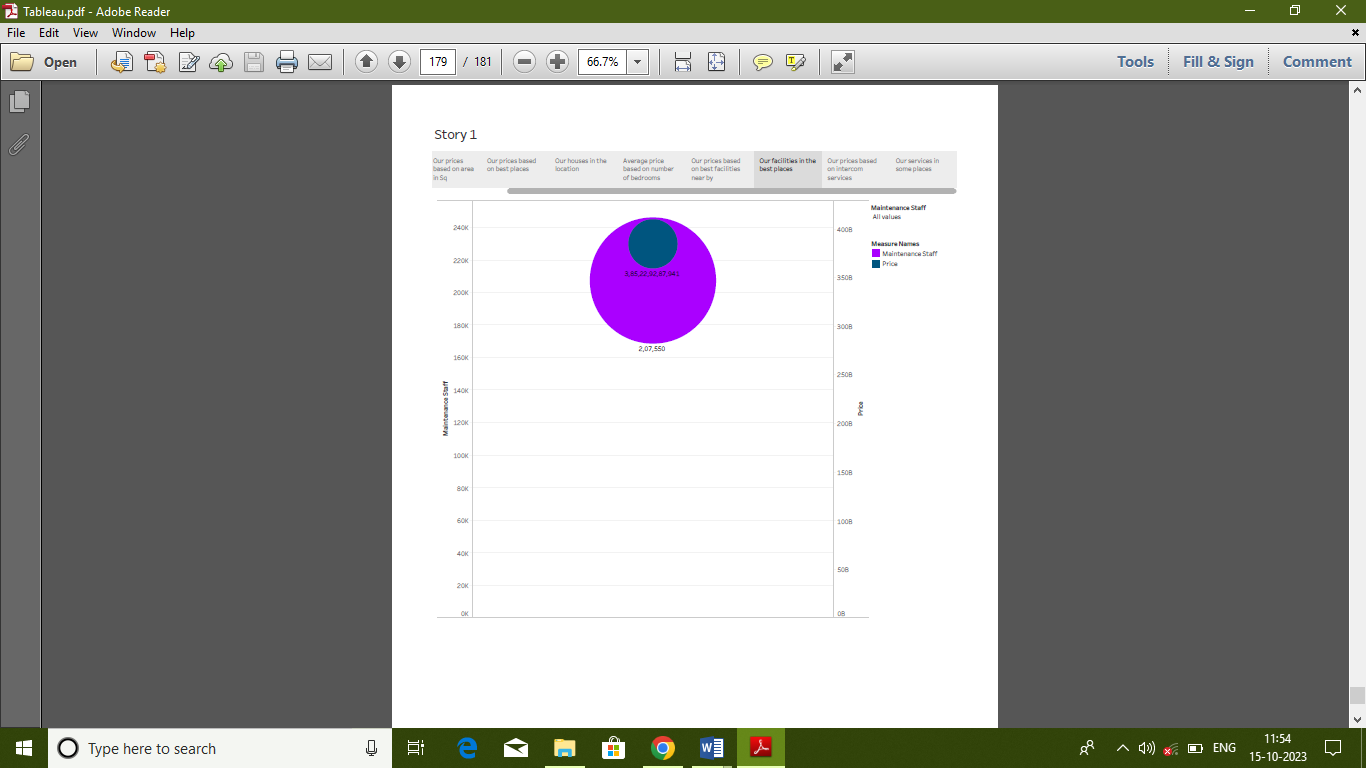 Tableau.pdf - Adobe Reader
File Edit View Window Help
Open 179 / 181 66.7% Tools Fill & Sign Comment
Story 1
Our prices based on area in Sq
Our prices based on best places
Our houses in the location
Average price based on number of bedrooms
Our prices based on best facilities near by
Our facilities in the best places
Our prices based on intercom services
Our services in some places
Maintenance Staff
All values
Measure Names
Maintenance Staff
Price
Maintenance Staff
240K
220K
200K
180K
160K
140K
120K
100K
80K
60K
40K
20K
0K
2,07,550
400B
350B
300B
250B
200B
150B
100B
50B
0B
Price
Type here to search
ENG
11:54
15-10-2023